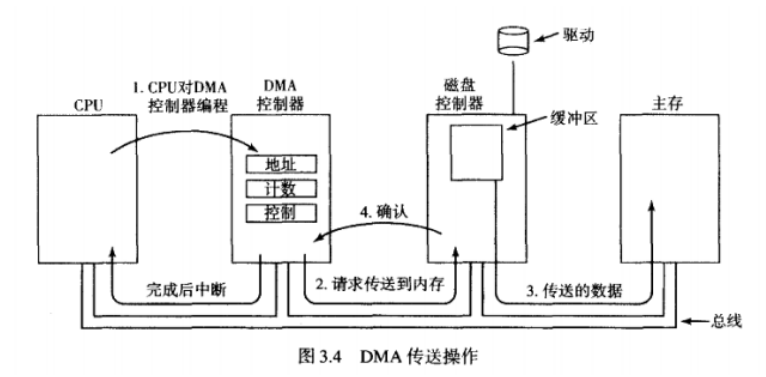 驱动
1. CPU对DMA
控制器编程
CPU
DMA
控制器
磁盘
控制器
缓冲区
主存
地址
计数
控制
4. 确认
完成后中断
2. 请求传送到内存
3. 传送的数据
总线
图 3.4 DMA 传送操作